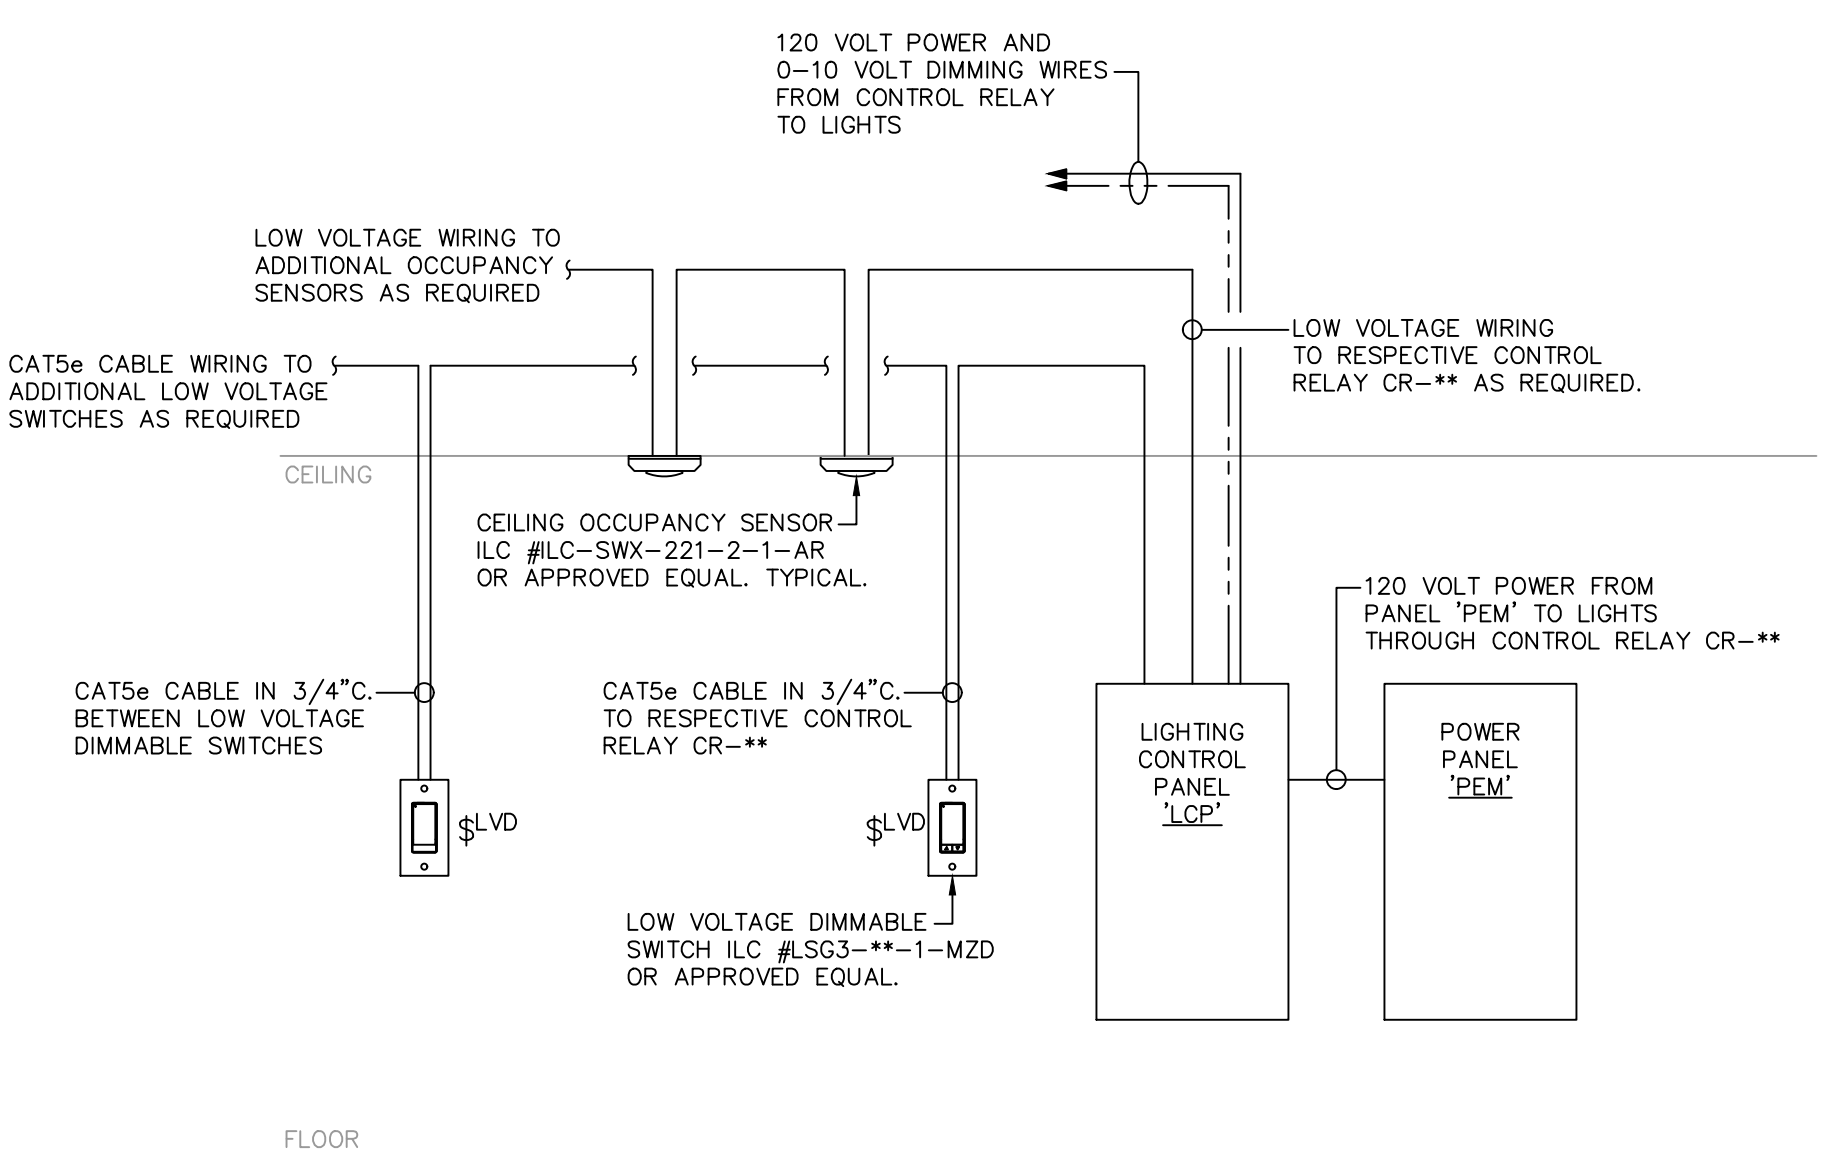 120 VOLT POWER AND
0-10 VOLT DIMMING WIRES
FROM CONTROL RELAY
TO LIGHTS
LOW VOLTAGE WIRING TO
ADDITIONAL OCCUPANCY
SENSORS AS REQUIRED
LOW VOLTAGE WIRING
TO RESPECTIVE CONTROL
RELAY CR-** AS REQUIRED.
CAT5e CABLE WIRING TO
ADDITIONAL LOW VOLTAGE
SWITCHES AS REQUIRED
CEILING
CEILING OCCUPANCY SENSOR
ILC #ILC-SWX-221-2-1-AR
OR APPROVED EQUAL. TYPICAL.
120 VOLT POWER FROM
PANEL 'PEM' TO LIGHTS
THROUGH CONTROL RELAY CR-**
CAT5e CABLE IN 3/4"C.
BETWEEN LOW VOLTAGE
DIMMABLE SWITCHES
CAT5e CABLE IN 3/4"C.
TO RESPECTIVE CONTROL
RELAY CR-**
LIGHTING
CONTROL
PANEL
'LCP'
POWER
PANEL
'PEM'
$LVD
$LVD
LOW VOLTAGE DIMMABLE
SWITCH ILC #LSG3-**-1-MZD
OR APPROVED EQUAL.
FLOOR